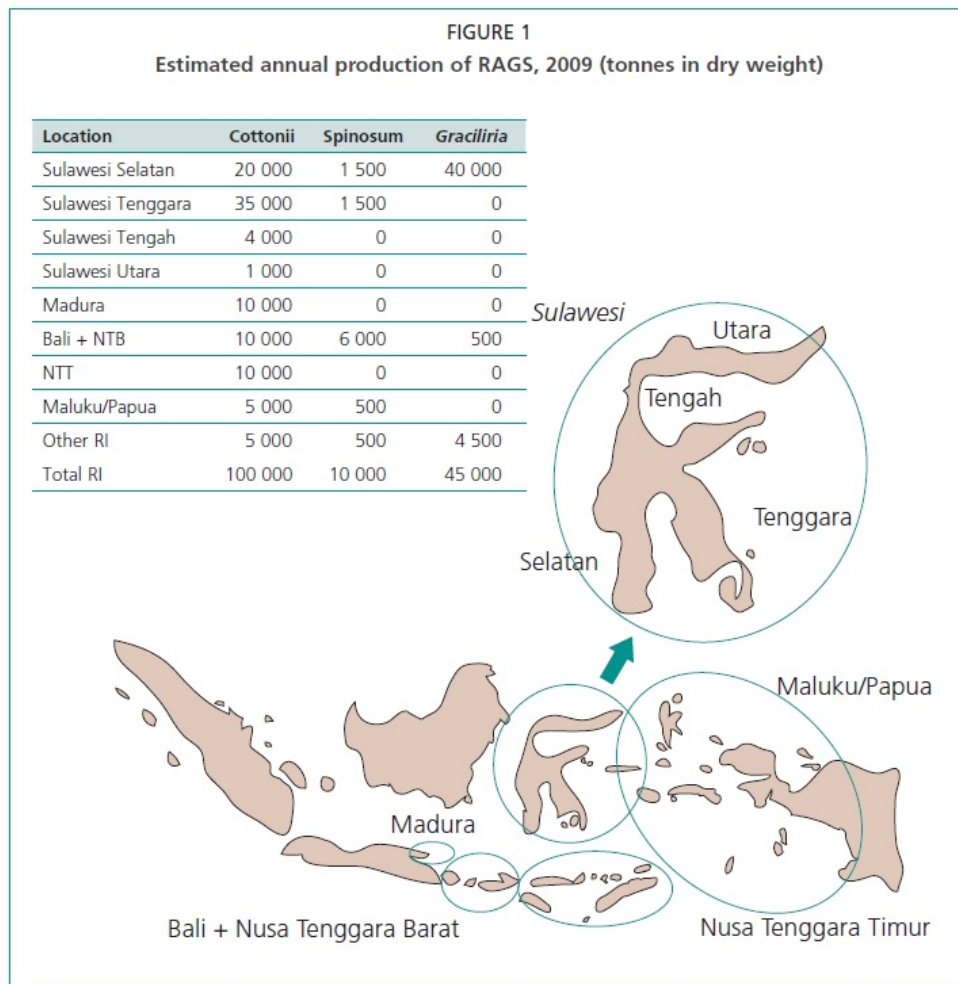 FIGURE 1
Estimated annual production of RAGS, 2009 (tonnes in dry weight)
Location Cottonii Spinosum Graciliria
Sulawesi Selatan 20 000 1 500 40 000
Sulawesi Tenggara 35 000 1 500 0
Sulawesi Tengah 4 000 0 0
Sulawesi Utara 1 000 0 0
Madura 10 000 0 0
Bali + NTB 10 000 6 000 500
NTT 10 000 0 0
Maluku/Papua 5 000 500 0
Other RI 5 000 500 4 500
Total RI 100 000 10 000 45 000
Sulawesi
Utara
Tengah
Tenggara
Selatan
Maluku/Papua
Madura
Bali + Nusa Tenggara Barat
Nusa Tenggara Timur